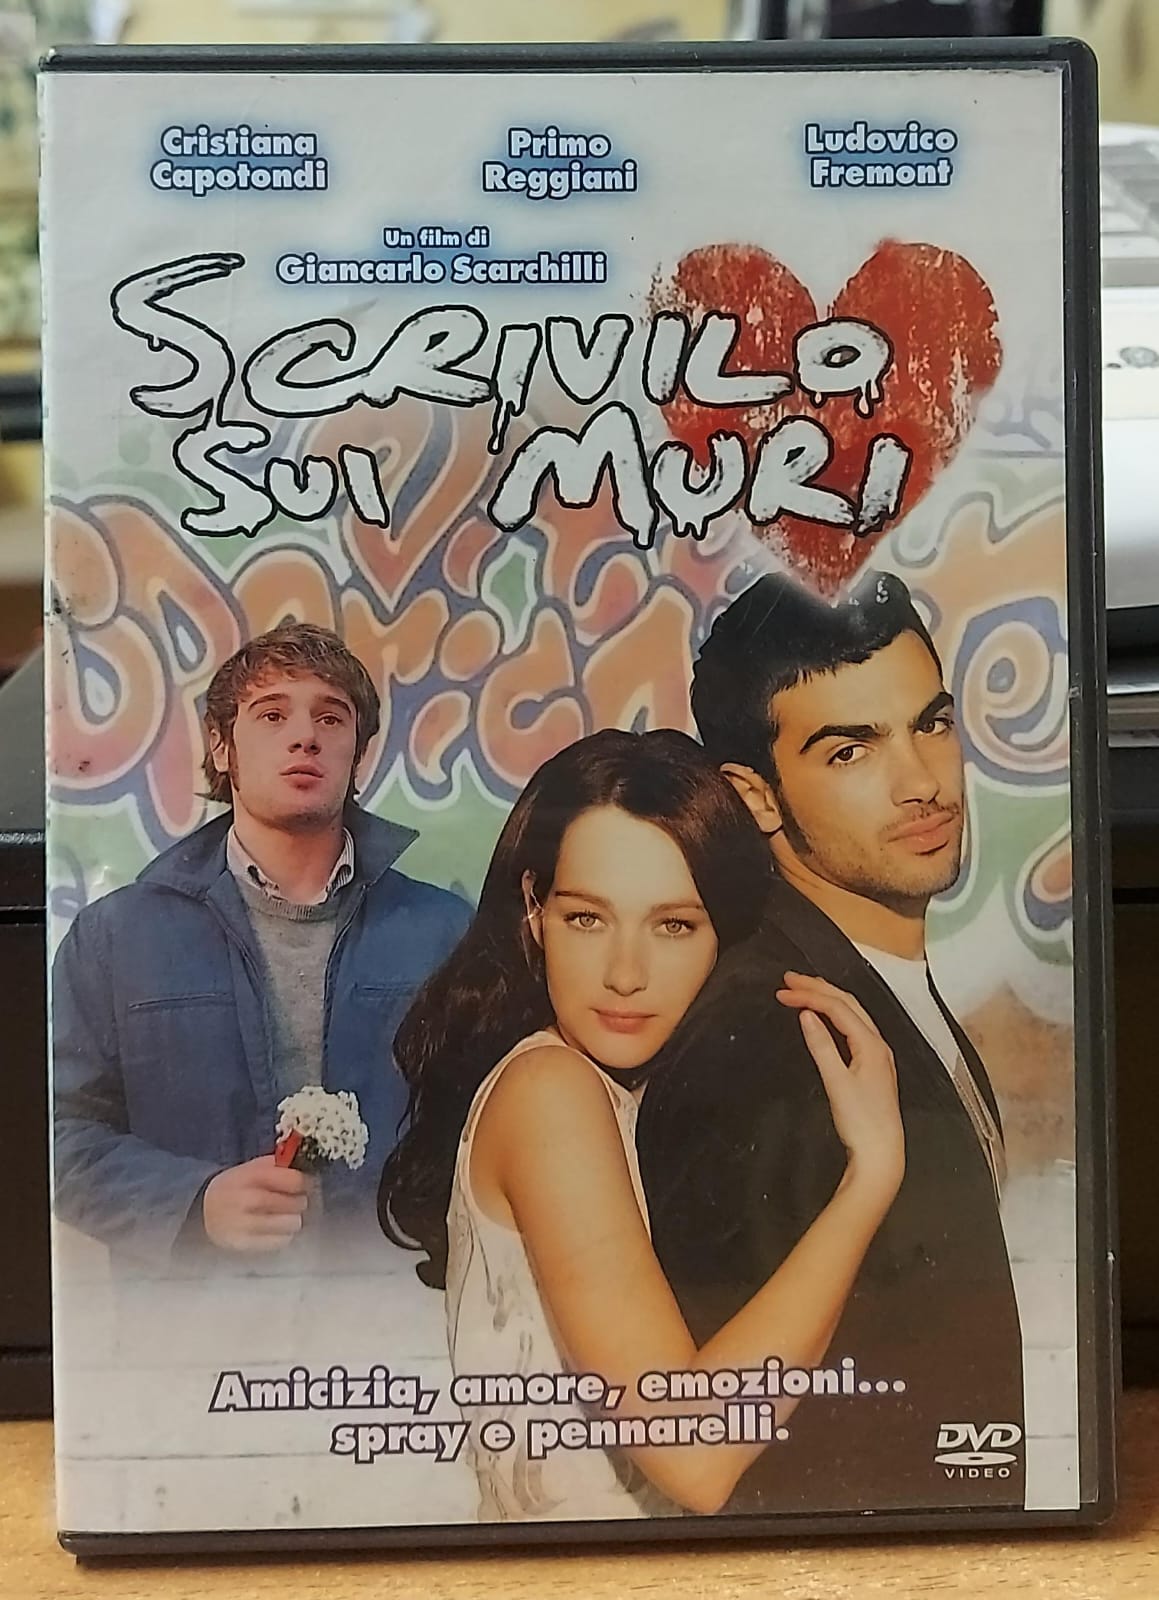 Cristiana
Capotondi
Primo
Reggiani
Ludovico
Fremont
Un film di
Giancarlo Scarchilli
SCRIVILO
SUI MURI
Amicizia, amore, emozioni...
spray e pennarelli.
DVD
VIDEO